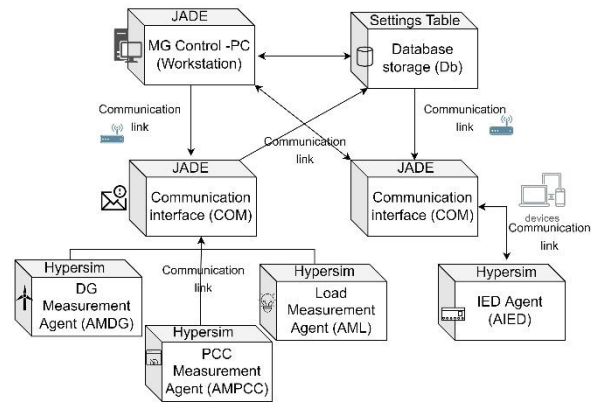 JADE
MG Control -PC
(Workstation)
Settings Table
Database
storage (Db)
Communication
link
Communication
link
Communication
link
JADE
Communication
interface (COM)
JADE
Communication
interface (COM)
devices
Communication
link
Hypersim
DG
Measurement
Agent (AMDG)
Communication
link
Hypersim
Load
Measurement
Agent (AML)
Hypersim
IED Agent
(AIED)
Hypersim
PCC
Measurement
Agent (AMPCC)